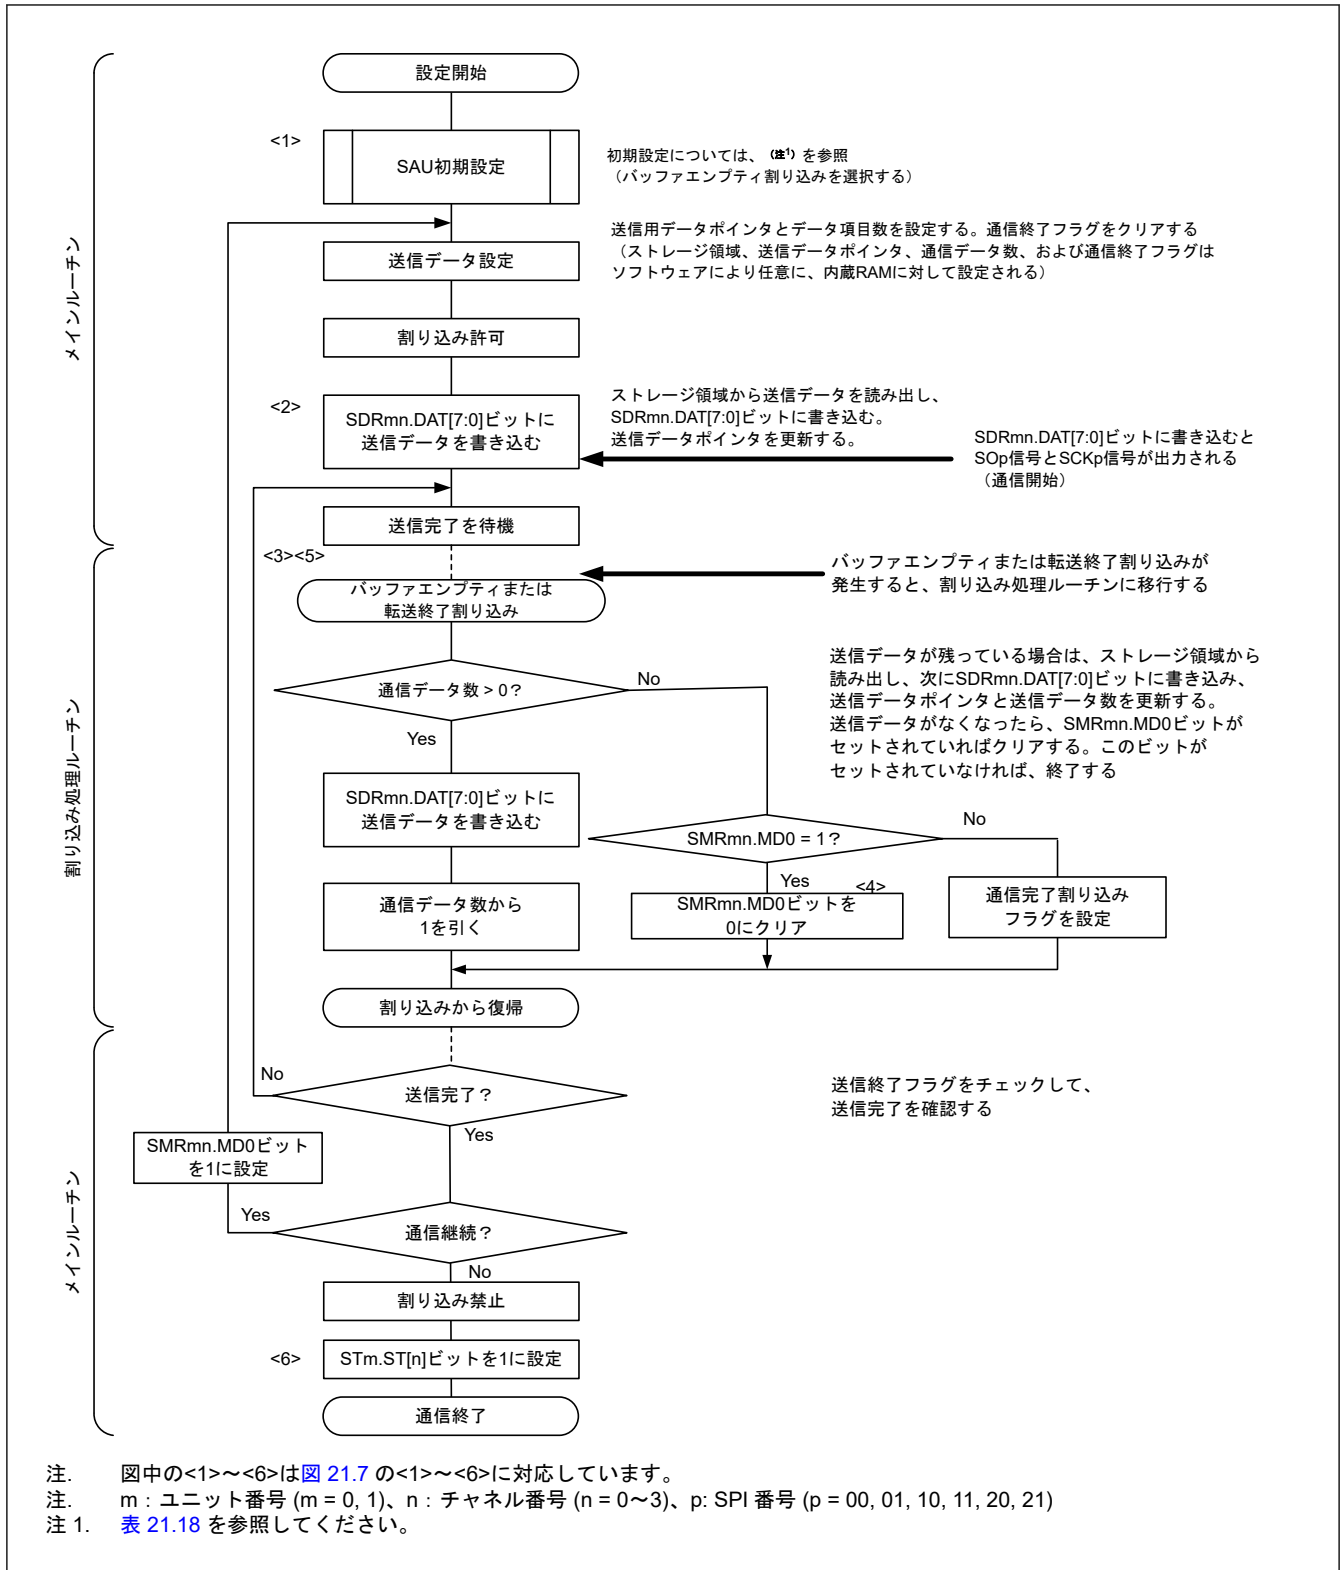 設定開始
<1>
SAU初期設定
初期設定については、（注1）を参照
（バッファエンプティ割り込みを選択する）
メインルーチン
送信データ設定
送信用データポインタとデータ項目数を設定する。通信終了フラグをクリアする
（ストレージ領域、送信データポインタ、通信データ数、および通信終了フラグは
ソフトウェアにより任意に、内蔵RAMに対して設定される）
割り込み許可
<2>
SDRmn.DAT[7:0]ビットに
送信データを書き込む
ストレージ領域から送信データを読み出し、
SDRmn.DAT[7:0]ビットに書き込む。
送信データポインタを更新する。
SDRmn.DAT[7:0]ビットに書き込むと
SOp信号とSCKp信号が出力される
（通信開始）
送信完了を待機
<3><5>
バッファエンプティまたは
転送終了割り込み
バッファエンプティまたは転送終了割り込みが
発生すると、割り込み処理ルーチンに移行する
割り込み処理ルーチン
通信データ数 > 0？
No
Yes
送信データが残っている場合は、ストレージ領域から
読み出し、次にSDRmn.DAT[7:0]ビットに書き込み、
送信データポインタと送信データ数を更新する。
送信データがなくなったら、SMRmn.MD0ビットが
セットされていればクリアする。このビットが
セットされていなければ、終了する
SDRmn.DAT[7:0]ビットに
送信データを書き込む
SMRmn.MD0 = 1？
No
Yes
<4>
通信データ数から
1を引く
SMRmn.MD0ビットを
0にクリア
通信完了割り込み
フラグを設定
割り込みから復帰
メインルーチン
No
送信完了？
Yes
送信終了フラグをチェックして、
送信完了を確認する
SMRmn.MD0ビット
を1に設定
Yes
通信継続？
No
割り込み禁止
<6>
STm.ST[n]ビットを1に設定
通信終了
注. 図中の<1>～<6>は図 21.7 の<1>～<6>に対応しています。
注. m：ユニット番号 (m = 0, 1)、n：チャネル番号 (n = 0～3)、p: SPI 番号 (p = 00, 01, 10, 11, 20, 21)
注 1. 表 21.18 を参照してください。